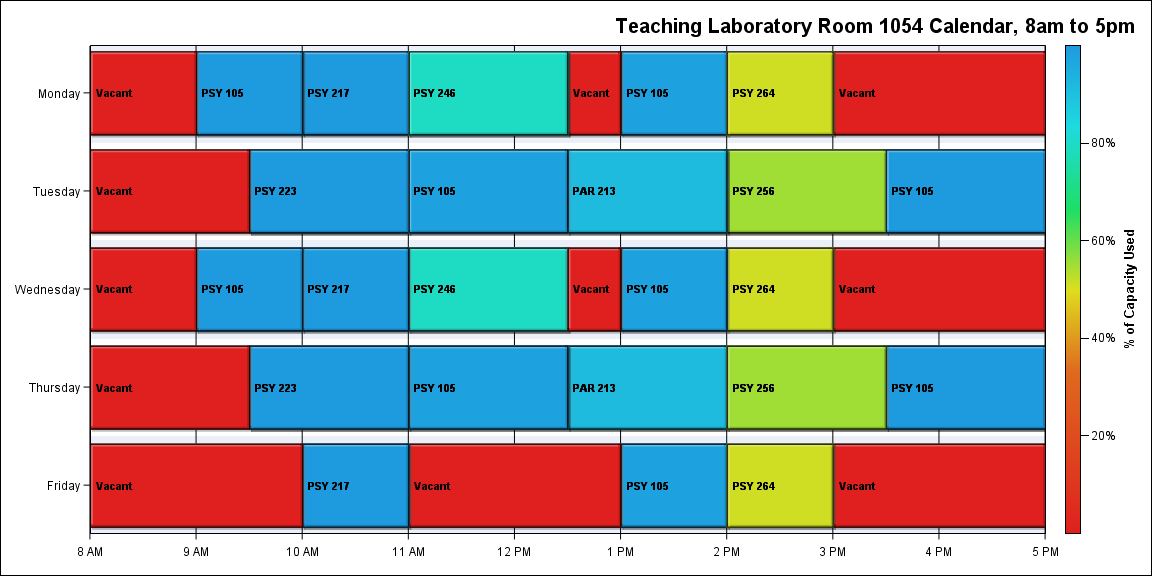 Teaching Laboratory Room 1054 Calendar, 8am to 5pm
Monday
Vacant
PSY 105
PSY 217
PSY 246
Vacant
PSY 105
PSY 264
Vacant
Tuesday
Vacant
PSY 223
PSY 105
PAR 213
PSY 256
PSY 105
Wednesday
Vacant
PSY 105
PSY 217
PSY 246
Vacant
PSY 105
PSY 264
Vacant
Thursday
Vacant
PSY 223
PSY 105
PAR 213
PSY 256
PSY 105
Friday
Vacant
PSY 217
Vacant
PSY 105
PSY 264
Vacant
8 AM
9 AM
10 AM
11 AM
12 PM
1 PM
2 PM
3 PM
4 PM
5 PM
80%
60%
40%
20%
% of Capacity Used